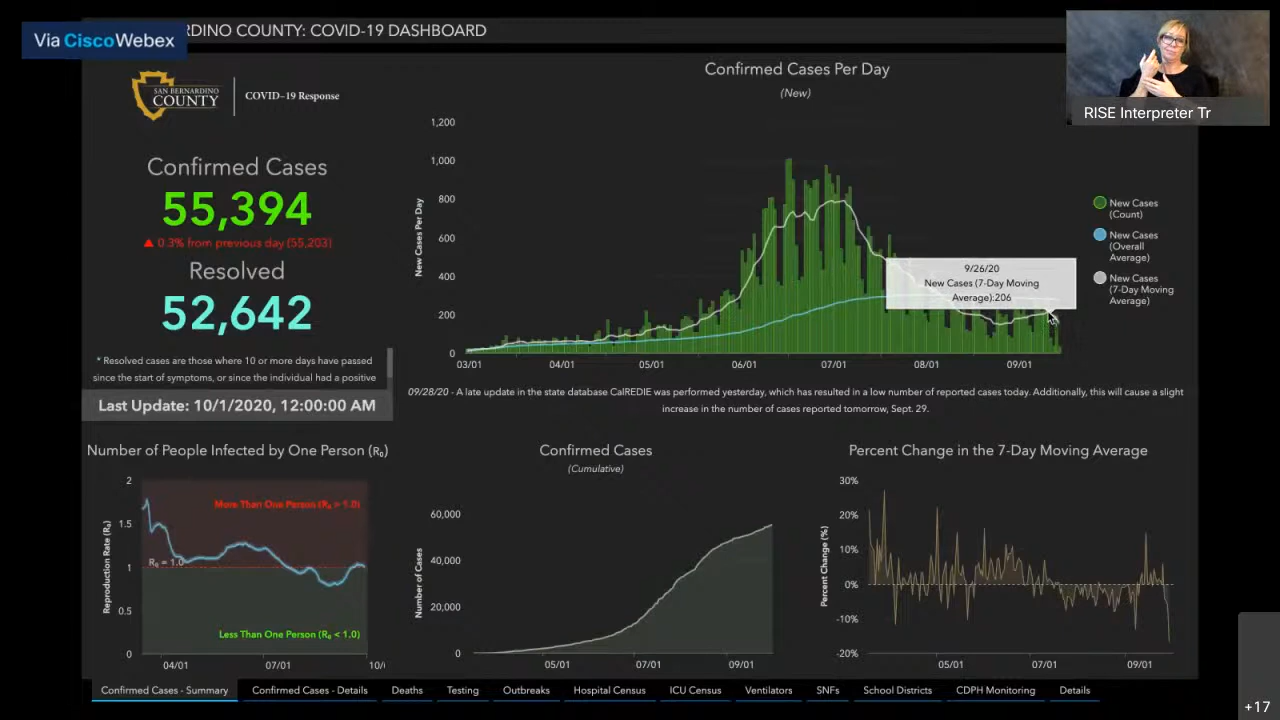 Via Cisco Webex
RDINO COUNTY: COVID-19 DASHBOARD
RISE Interpreter Tr
SAN BERNARDINO
COUNTY
COVID-19 Response
Confirmed Cases
55,394
▲ 0.3% from previous day (55,203)
Resolved
52,642
* Resolved cases are those where 10 or more days have passed
since the start of symptoms, or since the individual had a positive
Last Update: 10/1/2020, 12:00:00 AM
Confirmed Cases Per Day
(New)
New Cases Per Day
1,200
1,000
800
600
400
200
0
03/01
04/01
05/01
06/01
07/01
08/01
09/01
9/26/20
New Cases (7-Day Moving
Average):206
New Cases
(Count)
New Cases
(Overall
Average)
New Cases
(7-Day Moving
Average)
09/28/20 - A late update in the state database CalREDIE was performed yesterday, which has resulted in a low number of reported cases today. Additionally, this will cause a slight
increase in the number of cases reported tomorrow, Sept. 29.
Number of People Infected by One Person (R₀)
Reproduction Rate (R₀)
2
1.5
1
0.5
0
More Than One Person (R₀ > 1.0)
R₀ = 1.0
Less Than One Person (R₀ < 1.0)
04/01
07/01
10/
Confirmed Cases
(Cumulative)
Number of Cases
60,000
40,000
20,000
0
05/01
07/01
09/01
Percent Change in the 7-Day Moving Average
Percent Change (%)
30%
20%
10%
0%
-10%
-20%
05/01
07/01
09/01
Confirmed Cases - Summary
Confirmed Cases - Details
Deaths
Testing
Outbreaks
Hospital Census
ICU Census
Ventilators
SNFs
School Districts
CDPH Monitoring
Details
+17